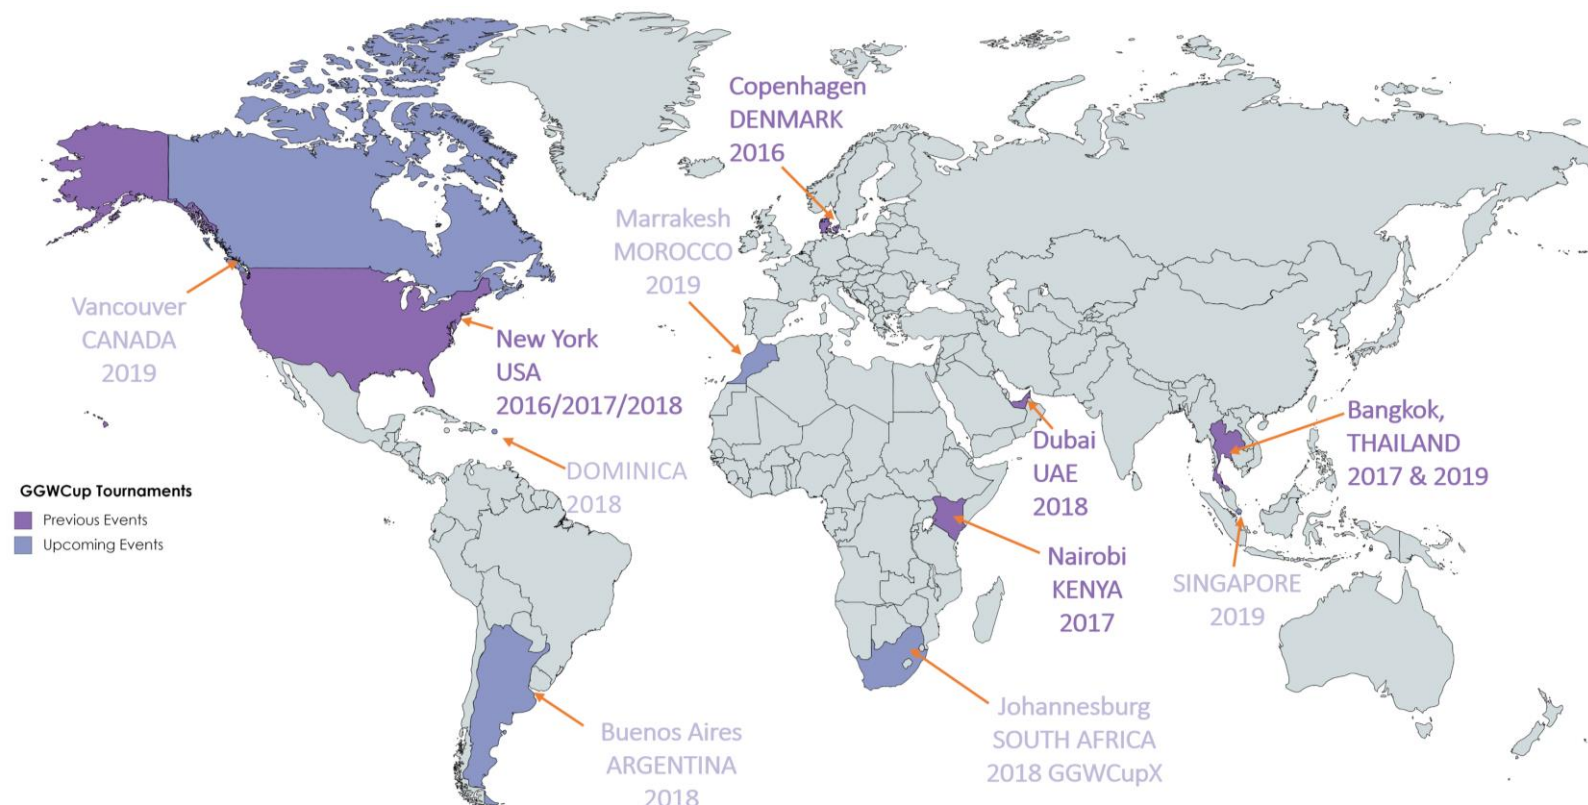 Copenhagen
DENMARK
2016
Marrakesh
MOROCCO
2019
Vancouver
CANADA
2019
New York
USA
2016/2017/2018
DOMINICA
2018
Dubai
UAE
2018
Bangkok,
THAILAND
2017 & 2019
GGWCup Tournaments
Previous Events
Upcoming Events
Nairobi
KENYA
2017
SINGAPORE
2019
Buenos Aires
ARGENTINA
2018
Johannesburg
SOUTH AFRICA
2018 GGWCupX